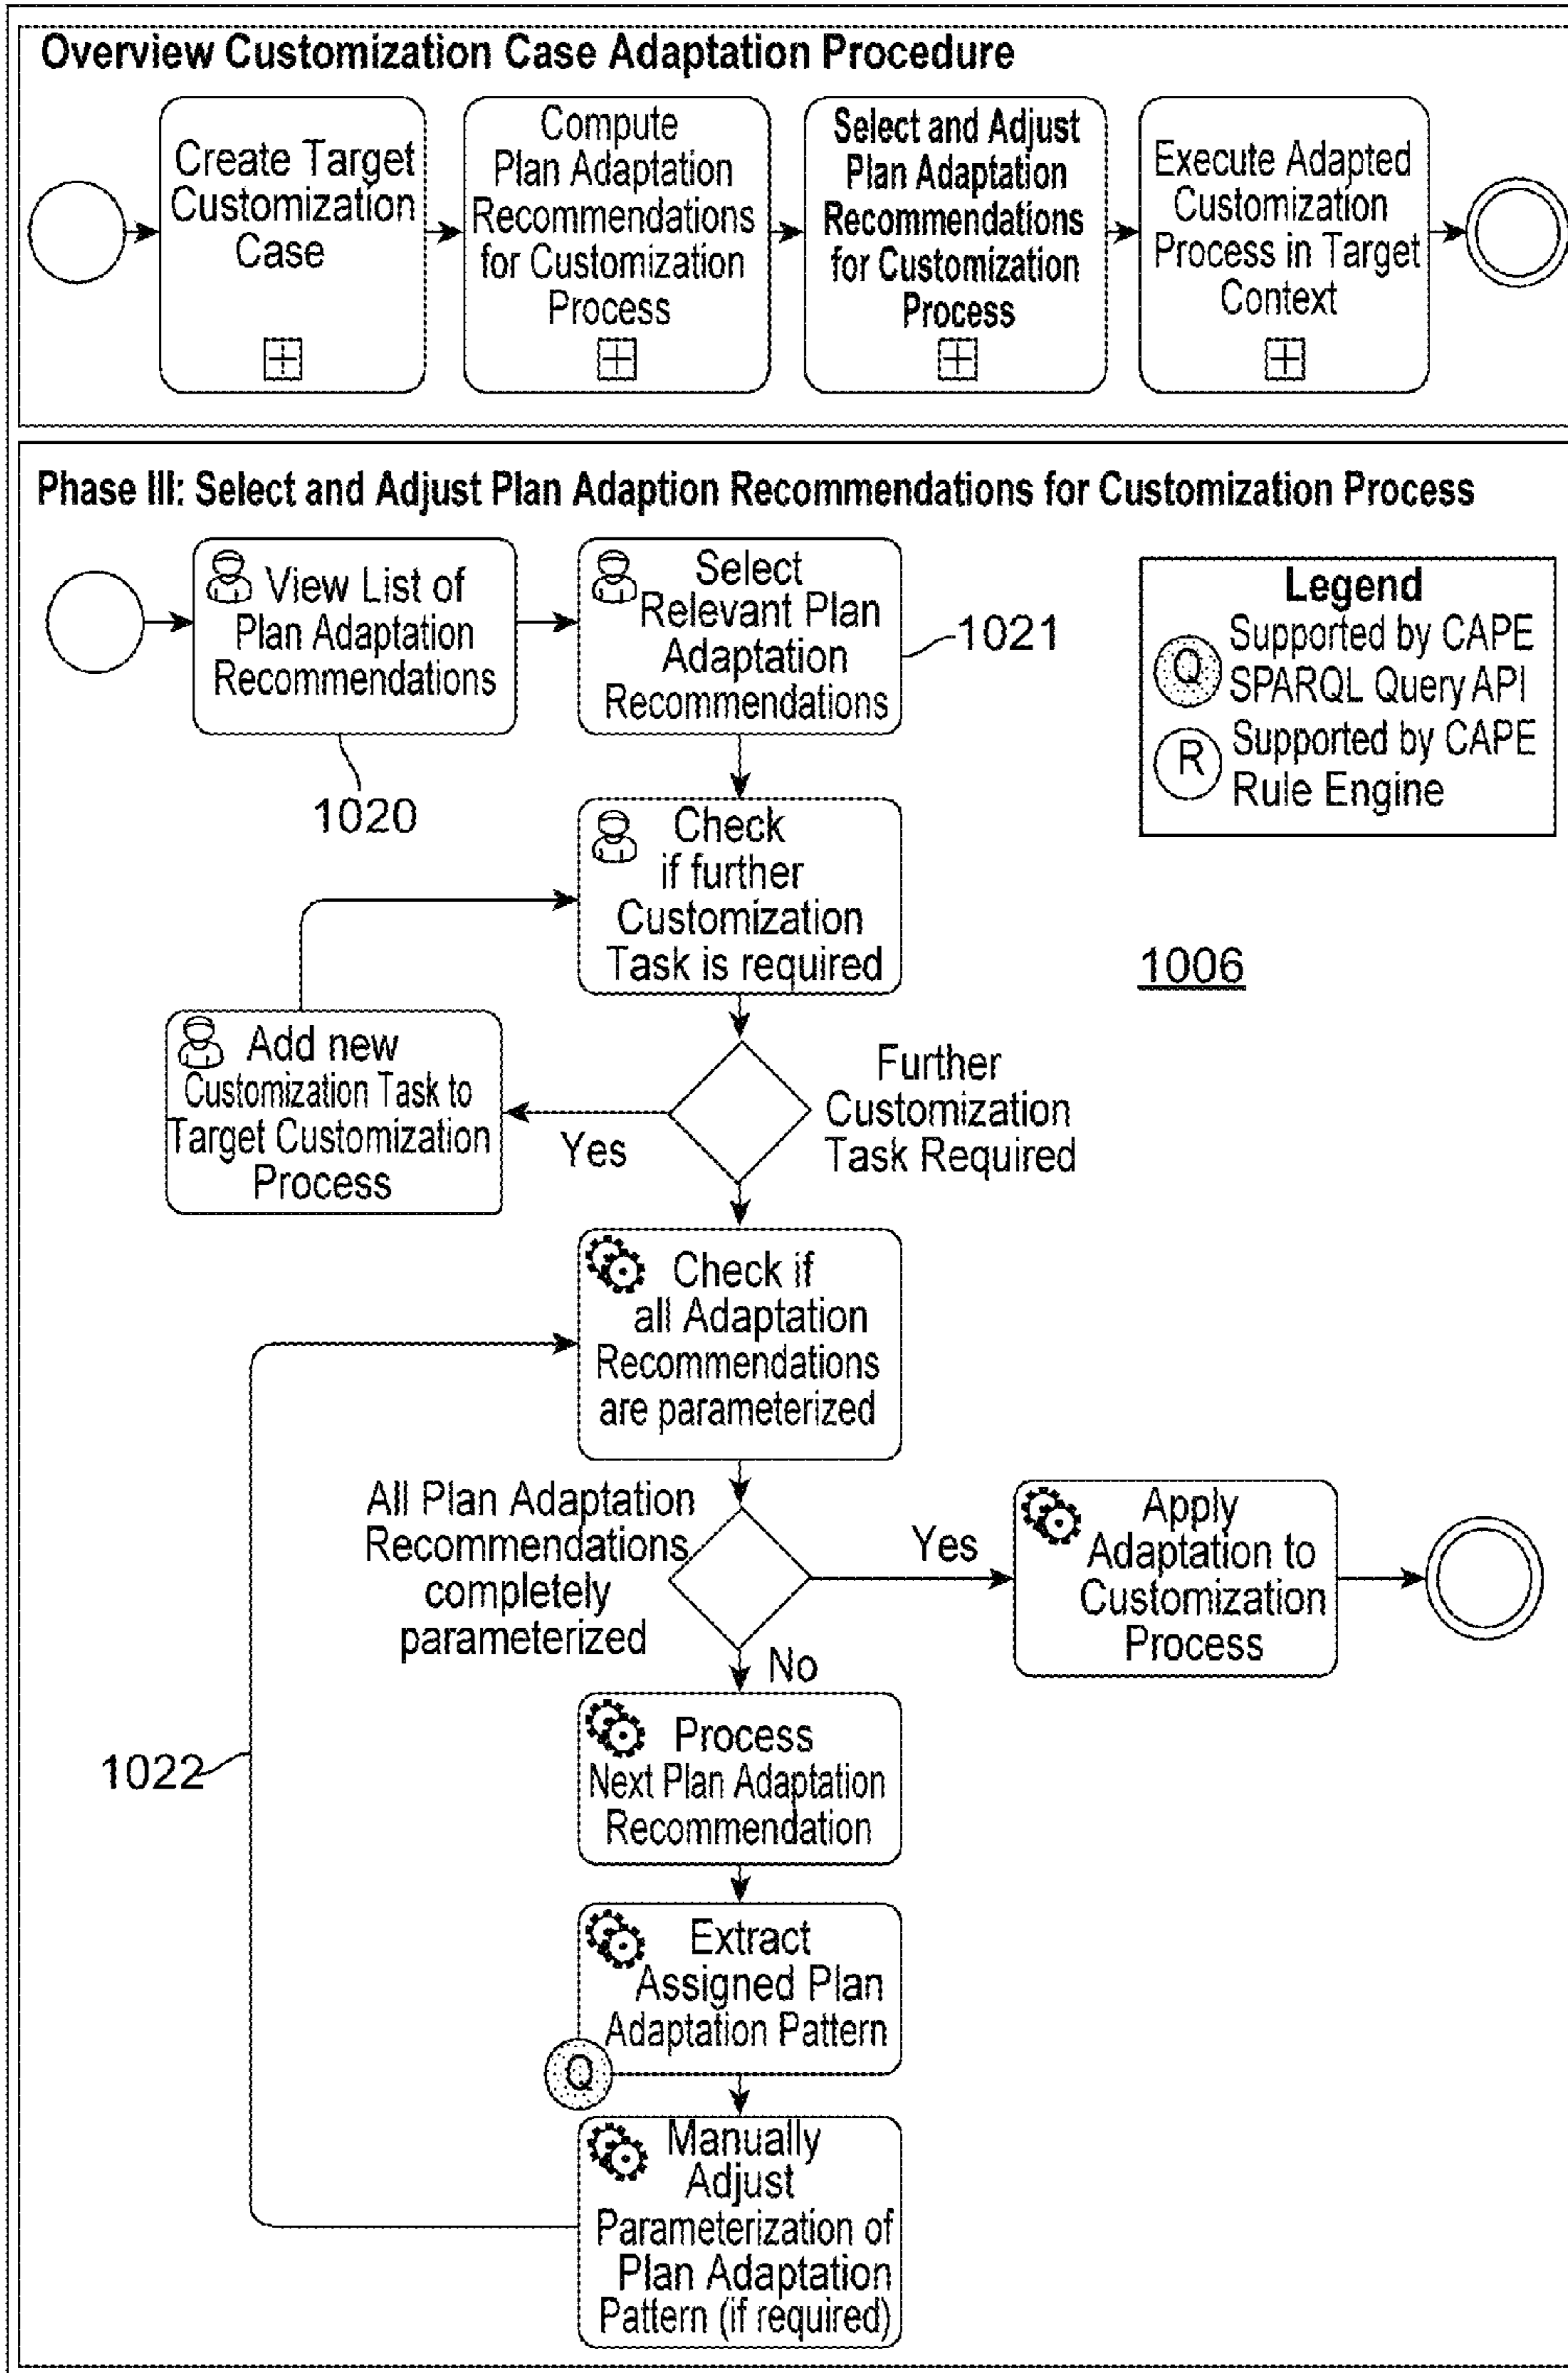 Overview Customization Case Adaptation Procedure
Create Target
Customization
Case
Compute
Plan Adaptation
Recommendations
for Customization
Process
Select and Adjust
Plan Adaptation
Recommendations
for Customization
Process
Execute Adapted
Customization
Process in Target
Context
Phase III: Select and Adjust Plan Adaption Recommendations for Customization Process
View List of
Plan Adaptation
Recommendations
1020
Select
Relevant Plan
Adaptation
Recommendations
1021
Legend
Q
Supported by CAPE
SPARQL Query API
R
Supported by CAPE
Rule Engine
Check
if further
Customization
Task is required
1006
Add new
Customization Task to
Target Customization
Process
Yes
Further
Customization
Task Required
Check if
all Adaptation
Recommendations
are parameterized
All Plan Adaptation
Recommendations
completely
parameterized
Yes
Apply
Adaptation to
Customization
Process
No
1022
Process
Next Plan Adaptation
Recommendation
Extract
Assigned Plan
Adaptation Pattern
Q
Manually
Adjust
Parameterization of
Plan Adaptation
Pattern (if required)